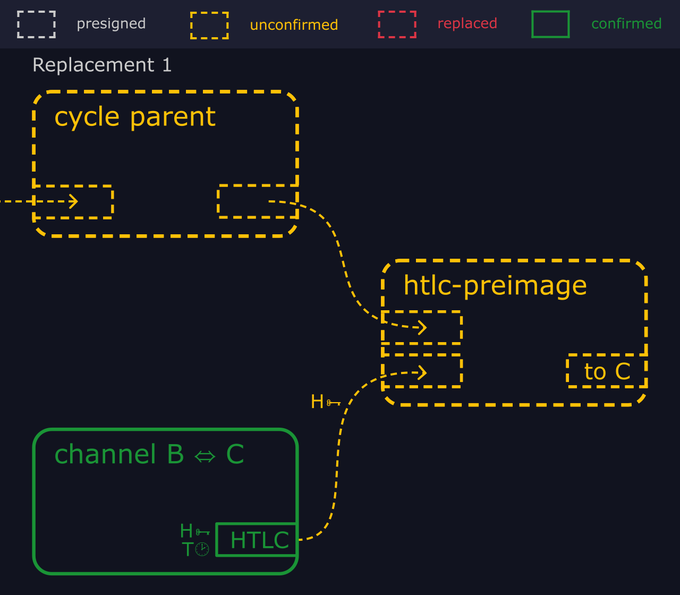 presigned
unconfirmed
replaced
confirmed
Replacement 1
cycle parent
htlc-preimage
to C
H
channel B ⇔ C
H
T
HTLC